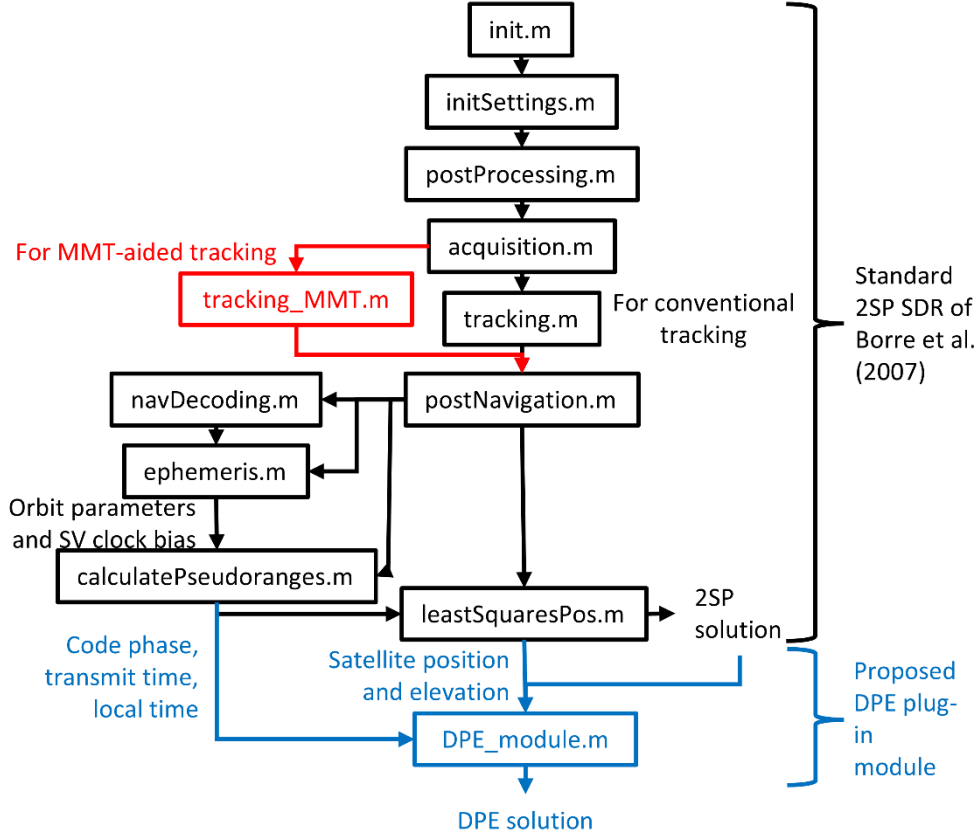 init.m
initSettings.m
postProcessing.m
For MMT-aided tracking
acquisition.m
tracking_MMT.m
tracking.m
For conventional
tracking
Standard
2SP SDR of
Borre et al.
(2007)
navDecoding.m
postNavigation.m
ephemeris.m
Orbit parameters
and SV clock bias
calculatePseudoranges.m
leastSquaresPos.m
2SP
solution
Code phase,
transmit time,
local time
Satellite position
and elevation
Proposed
DPE plug-
in
module
DPE_module.m
DPE solution